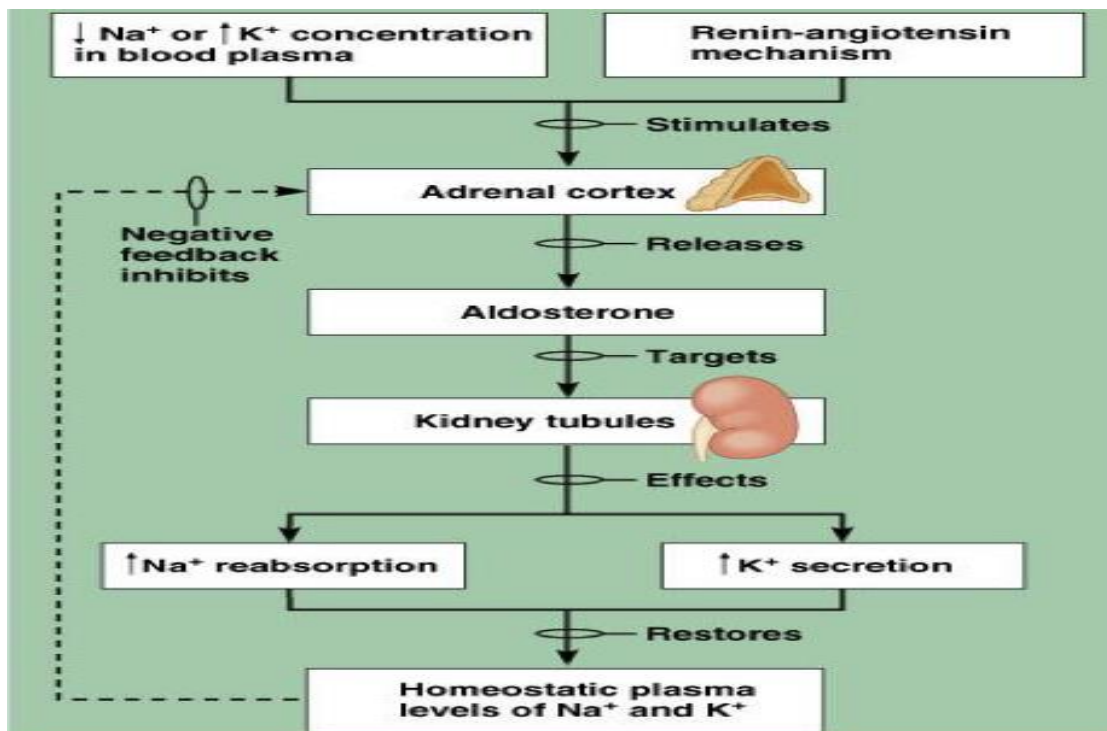 ↓ Na⁺ or ↑K⁺ concentration
in blood plasma
Renin-angiotensin
mechanism
Stimulates
Adrenal cortex
Negative
feedback
inhibits
Releases
Aldosterone
Targets
Kidney tubules
Effects
↑Na⁺ reabsorption
↑K⁺ secretion
Restores
Homeostatic plasma
levels of Na⁺ and K⁺